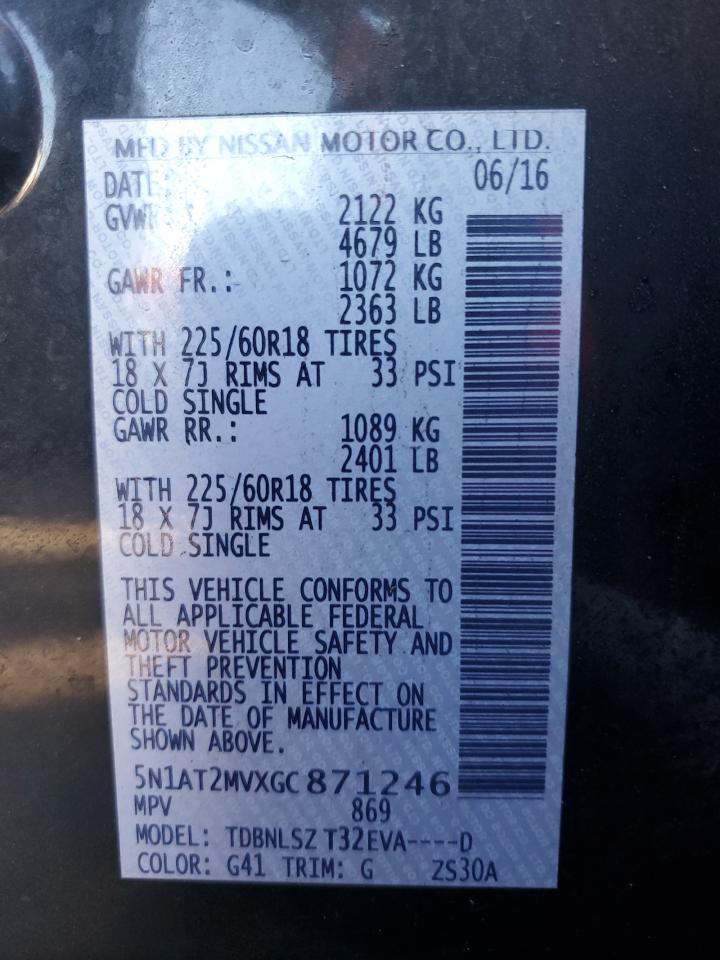 MFD BY NISSAN MOTOR CO., LTD.
DATE: 06/16
GVWR: 2122 KG
4679 LB
GAWR FR.: 1072 KG
2363 LB
WITH 225/60R18 TIRES
18 X 7J RIMS AT 33 PSI
COLD SINGLE
GAWR RR.: 1089 KG
2401 LB
WITH 225/60R18 TIRES
18 X 7J RIMS AT 33 PSI
COLD SINGLE
THIS VEHICLE CONFORMS TO
ALL APPLICABLE FEDERAL
MOTOR VEHICLE SAFETY AND
THEFT PREVENTION
STANDARDS IN EFFECT ON
THE DATE OF MANUFACTURE
SHOWN ABOVE.
5N1AT2MVXGC871246
MPV 869
MODEL: TDBNLSZ T32EVA----D
COLOR: G41 TRIM: G ZS30A